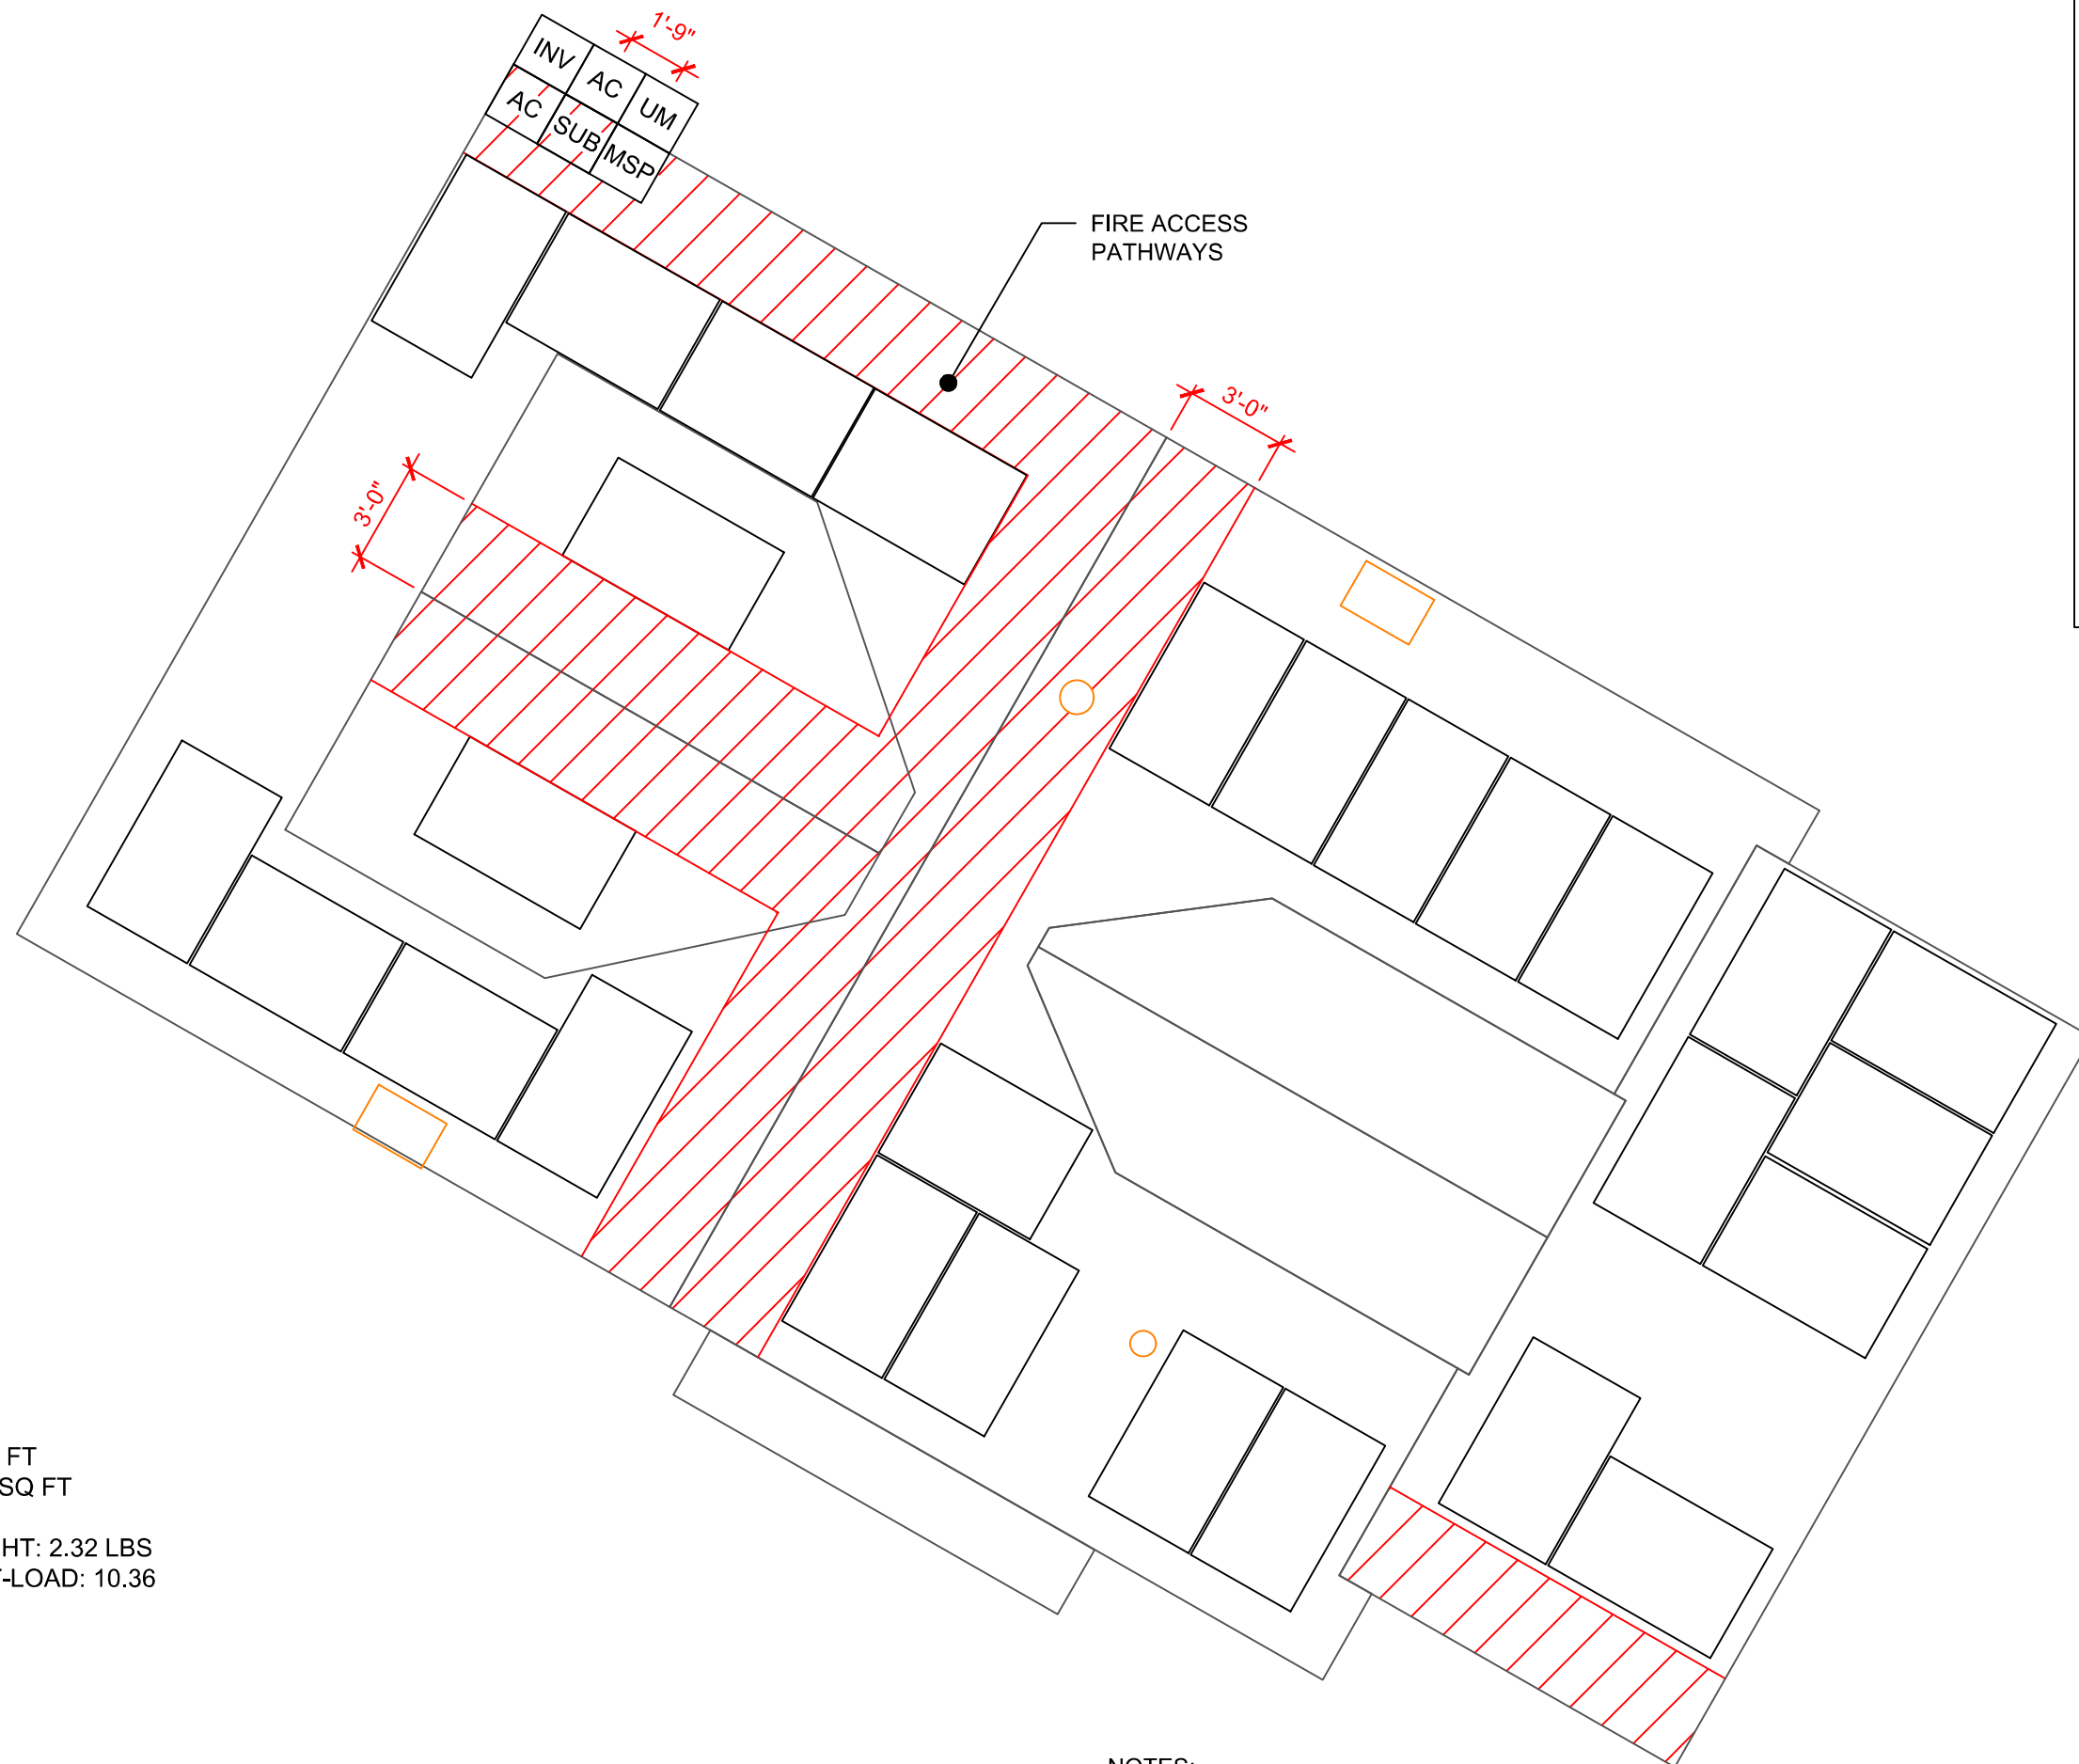 1'-9"
INV
AC
UM
AC
SUB
MSP
FIRE ACCESS
PATHWAYS
3'-0"
3'-0"
FT
SQ FT
HT: 2.32 LBS
-LOAD: 10.36
NOTES: